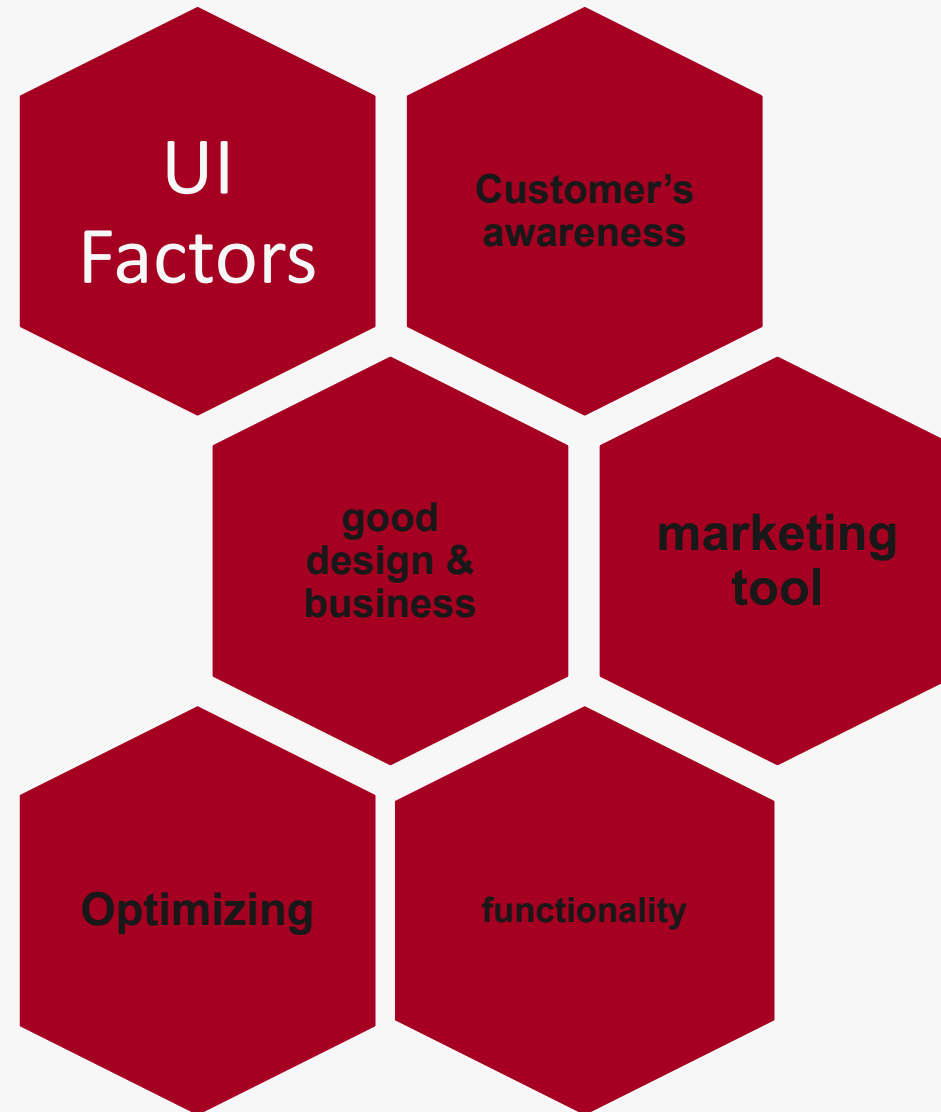 UI
Factors
Customer’s
awareness
good
design &
business
marketing
tool
Optimizing
functionality